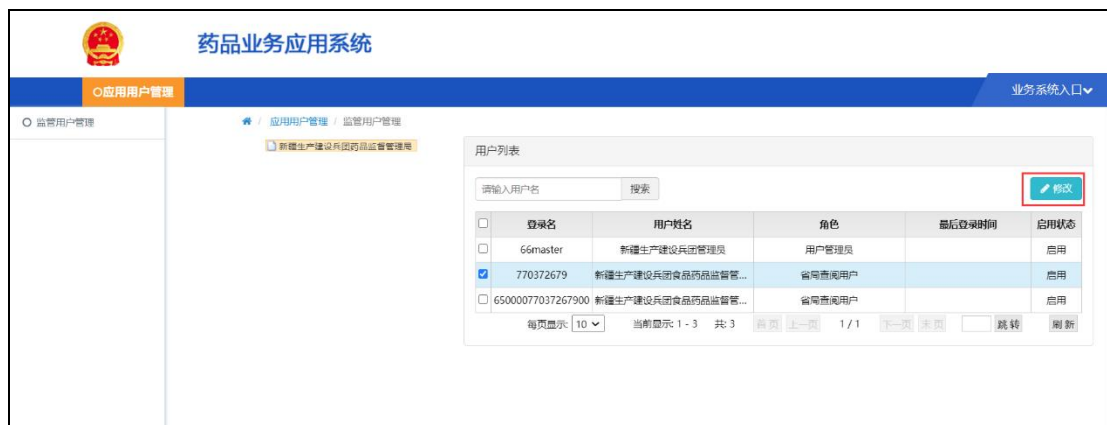 药品业务应用系统
应用用户管理 业务系统入口
监管用户管理 / 应用用户管理 / 监管用户管理
新疆生产建设兵团药品监督管理局
用户列表
请输入用户名 搜索 修改
登录名 用户姓名 角色 最后登录时间 启用状态
66master 新疆生产建设兵团管理员 用户管理员 启用
770372679 新疆生产建设兵团食品药品监督管... 省局查阅用户 启用
65000077037267900 新疆生产建设兵团食品药品监督管... 省局查阅用户 启用
每页显示: 10 当前显示: 1 - 3 共: 3 首页 上一页 1 / 1 下一页 末页 跳转 刷新